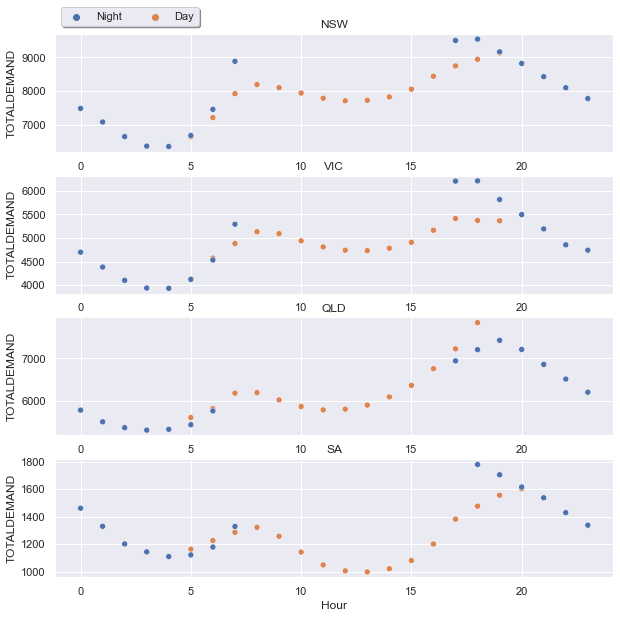 Night Day
NSW
TOTALDEMAND
9000
8000
7000
0 5 10 15 20
VIC
TOTALDEMAND
6000
5500
5000
4500
4000
0 5 10 15 20
QLD
TOTALDEMAND
7000
6000
0 5 10 15 20
SA
TOTALDEMAND
1800
1600
1400
1200
1000
0 5 10 15 20
Hour